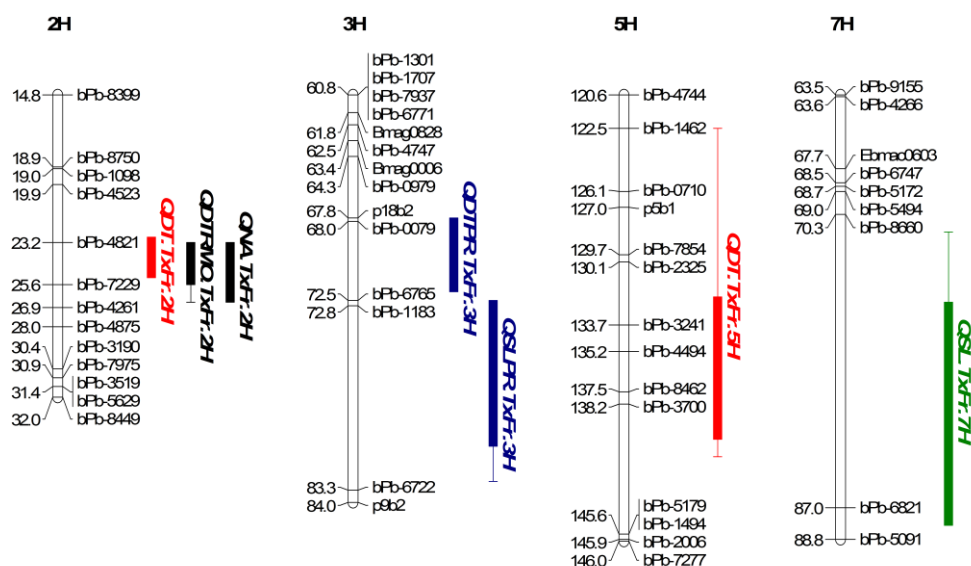 2H
14.8 bPb-8399
18.9 bPb-8750
19.0 bPb-1098
19.9 bPb-4523
23.2 bPb-4821
25.6 bPb-7229
26.9 bPb-4261
28.0 bPb-4875
30.4 bPb-3190
30.9 bPb-7975
31.4 bPb-3519
bPb-5629
32.0 bPb-8449
QDT.TxFr.2H
QDTRMQ.TxFr.2H
QNA.TxFr.2H
3H
bPb-1301
bPb-1707
60.8 bPb-7937
bPb-6771
61.8 Bmag0828
62.5 bPb-4747
63.4 Bmag0006
64.3 bPb-0979
67.8 p18b2
68.0 bPb-0079
72.5 bPb-6765
72.8 bPb-1183
83.3 bPb-6722
84.0 p9b2
QDTPR.TxFr.3H
QSLPR.TxFr.3H
5H
120.6 bPb-4744
122.5 bPb-1462
126.1 bPb-0710
127.0 p5b1
129.7 bPb-7854
130.1 bPb-2325
133.7 bPb-3241
135.2 bPb-4494
137.5 bPb-8462
138.2 bPb-3700
145.6 bPb-5179
bPb-1494
145.9 bPb-2006
146.0 bPb-7277
QDT.TxFr.5H
7H
63.5 bPb-9155
63.6 bPb-4266
67.7 Ebmac0603
68.5 bPb-6747
68.7 bPb-5172
69.0 bPb-5494
70.3 bPb-8660
87.0 bPb-6821
88.8 bPb-5091
QSL.TxFr.7H